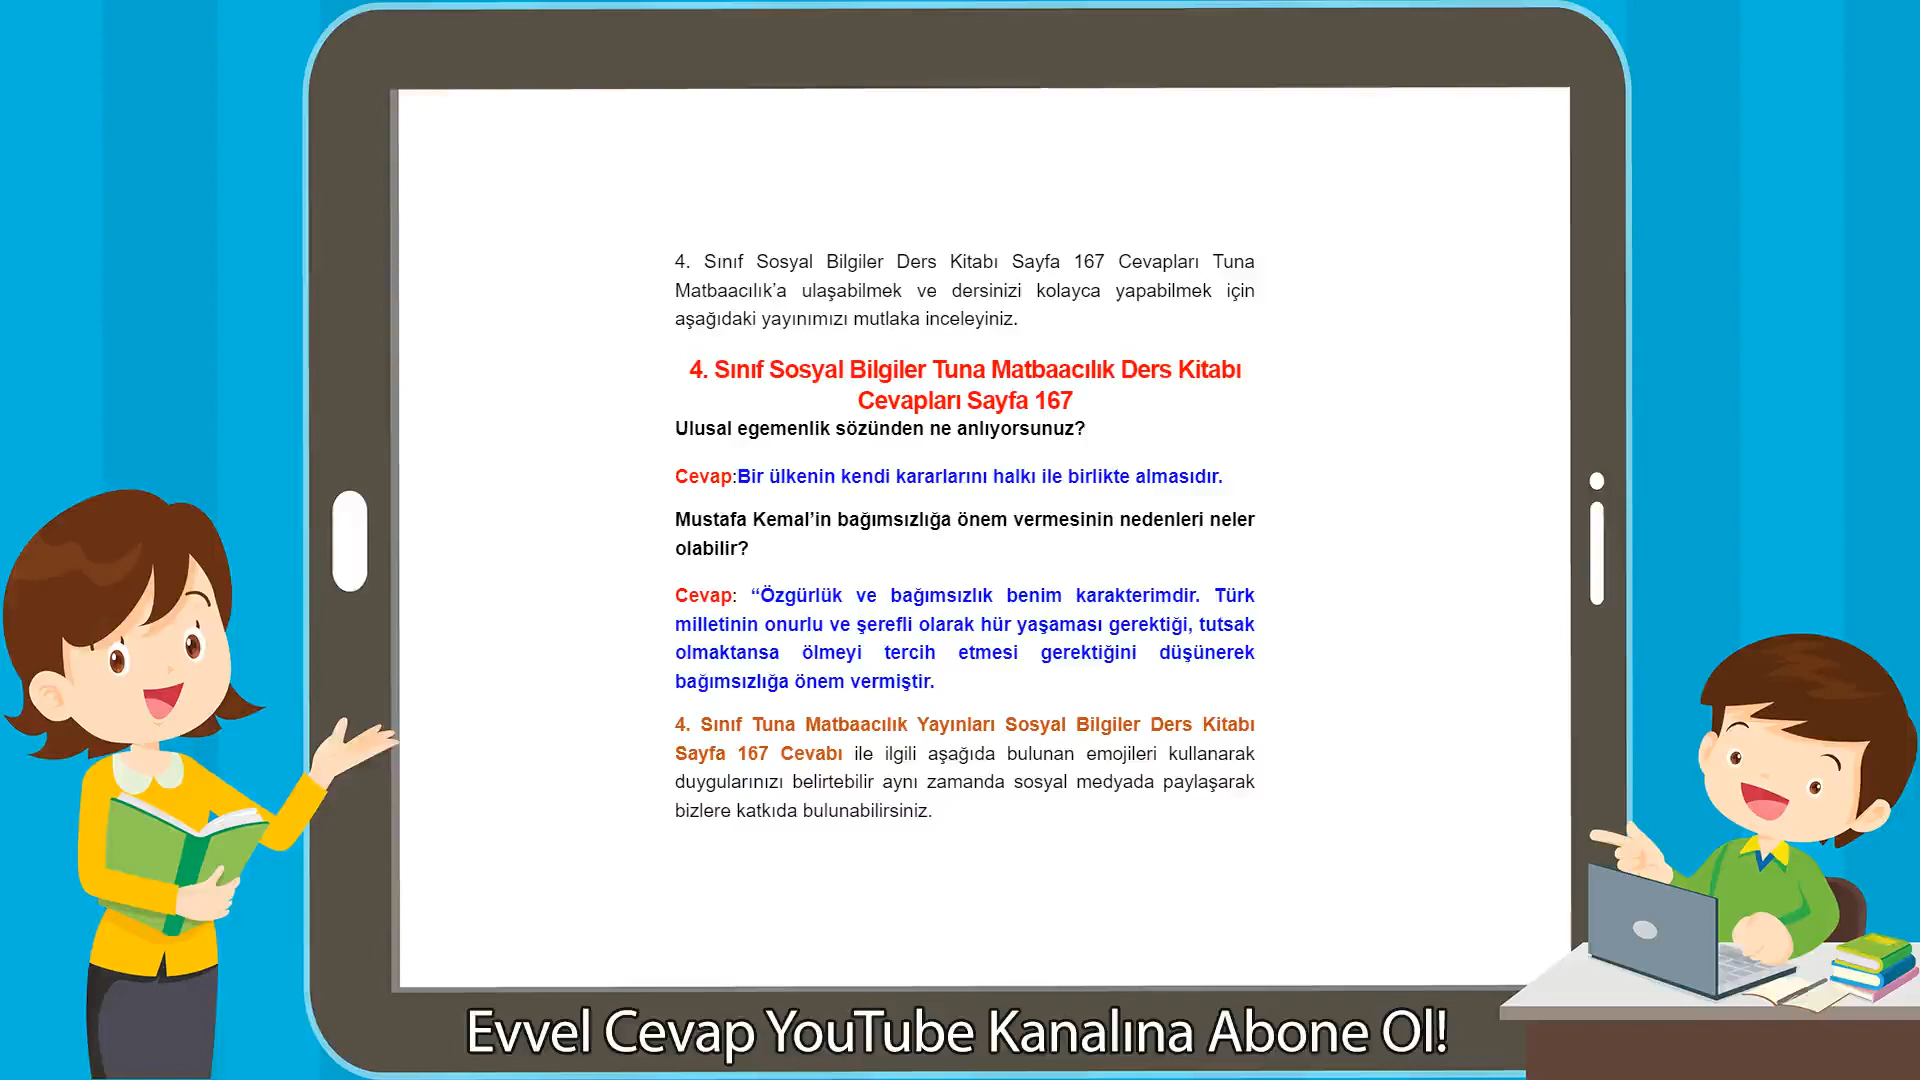 4. Sınıf Sosyal Bilgiler Ders Kitabı Sayfa 167 Cevapları Tuna
Matbaacılık’a ulaşabilmek ve dersinizi kolayca yapabilmek için
aşağıdaki yayınımızı mutlaka inceleyiniz.
4. Sınıf Sosyal Bilgiler Tuna Matbaacılık Ders Kitabı
Cevapları Sayfa 167
Ulusal egemenlik sözünden ne anlıyorsunuz?
Cevap:Bir ülkenin kendi kararlarını halkı ile birlikte almasıdır.
Mustafa Kemal’in bağımsızlığa önem vermesinin nedenleri neler
olabilir?
Cevap: “Özgürlük ve bağımsızlık benim karakterimdir. Türk
milletinin onurlu ve şerefli olarak hür yaşaması gerektiği, tutsak
olmaktansa ölmeyi tercih etmesi gerektiğini düşünerek
bağımsızlığa önem vermiştir.
4. Sınıf Tuna Matbaacılık Yayınları Sosyal Bilgiler Ders Kitabı
Sayfa 167 Cevabı ile ilgili aşağıda bulunan emojileri kullanarak
duygularınızı belirtebilir aynı zamanda sosyal medyada paylaşarak
bizlere katkıda bulunabilirsiniz.
Evvel Cevap YouTube Kanalına Abone Ol!